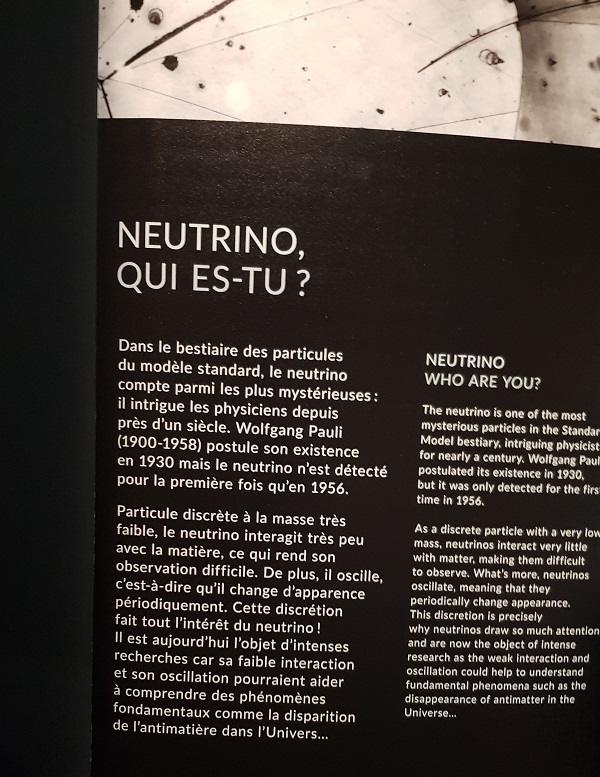 NEUTRINO,
QUI ES-TU ?
Dans le bestiaire des particules
du modèle standard, le neutrino
compte parmi les plus mystérieuses :
il intrigue les physiciens depuis
près d'un siècle. Wolfgang Pauli
(1900-1958) postule son existence
en 1930 mais le neutrino n'est détecté
pour la première fois qu'en 1956.
Particule discrète à la masse très
faible, le neutrino interagit très peu
avec la matière, ce qui rend son
observation difficile. De plus, il oscille,
c'est-à-dire qu'il change d'apparence
périodiquement. Cette discrétion
fait tout l'intérêt du neutrino !
Il est aujourd'hui l'objet d'intenses
recherches car sa faible interaction
et son oscillation pourraient aider
à comprendre des phénomènes
fondamentaux comme la disparition
de l'antimatière dans l'Univers...
NEUTRINO
WHO ARE YOU?
The neutrino is one of the most
mysterious particles in the
Model bestiary, intriguing
for nearly a century. Wolfgang
postulated its existence in 1930,
but it was only detected for the
time in 1956.
As a discrete particle with a very
mass, neutrinos interact very little
with matter, making them difficult
to observe. What's more, neutrinos
oscillate, meaning that they
periodically change appearance.
This discretion is precisely
why neutrinos draw so much attention
and are now the object of intense
research as the weak interaction and
oscillation could help to understand
fundamental phenomena such as the
disappearance of antimatter in the
Universe...